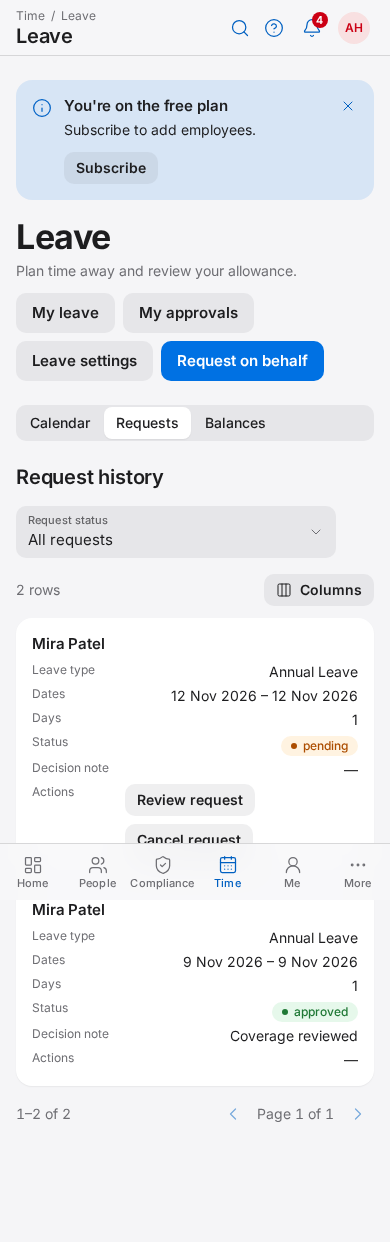 Time / Leave
Leave
4
AH
You're on the free plan
Subscribe to add employees.
Subscribe
Leave
Plan time away and review your allowance.
My leave
My approvals
Leave settings
Request on behalf
Calendar
Requests
Balances
Request history
Request status
All requests
2 rows
Columns
Mira Patel
Leave type
Annual Leave
Dates
12 Nov 2026 – 12 Nov 2026
Days
1
Status
pending
Decision note
—
Actions
Review request
Cancel request
Home
People
Compliance
Time
Me
More
Mira Patel
Leave type
Annual Leave
Dates
9 Nov 2026 – 9 Nov 2026
Days
1
Status
approved
Decision note
Coverage reviewed
Actions
—
1–2 of 2
Page 1 of 1